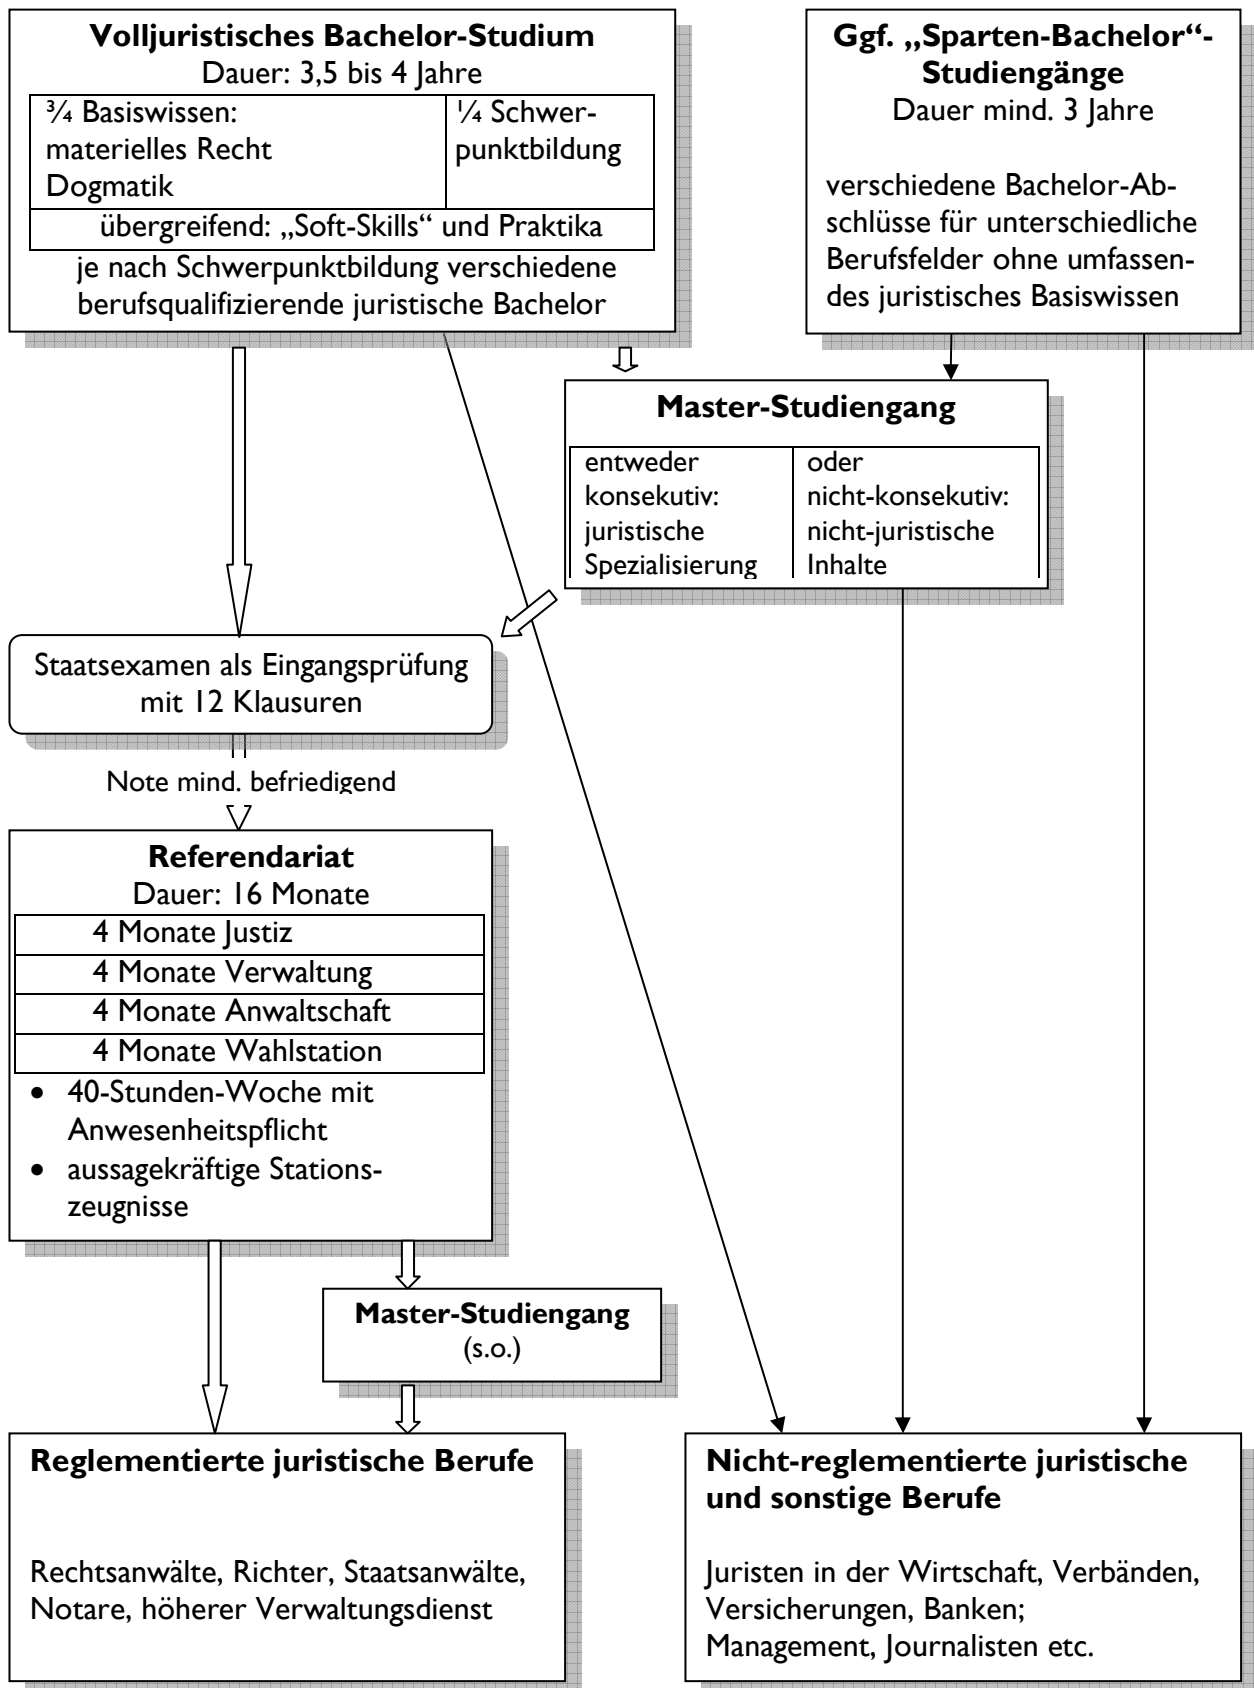 Volljuristisches Bachelor-Studium
Dauer: 3,5 bis 4 Jahre
¾ Basiswissen:
materielles Recht
Dogmatik
¼ Schwer-
punktbildung
übergreifend: „Soft-Skills“ und Praktika
je nach Schwerpunktbildung verschiedene
berufsqualifizierende juristische Bachelor
Ggf. „Sparten-Bachelor“-
Studiengänge
Dauer mind. 3 Jahre
verschiedene Bachelor-Ab-
schlüsse für unterschiedliche
Berufsfelder ohne umfassen-
des juristisches Basiswissen
Master-Studiengang
entweder
konsekutiv:
juristische
Spezialisierung
oder
nicht-konsekutiv:
nicht-juristische
Inhalte
Staatsexamen als Eingangsprüfung
mit 12 Klausuren
Note mind. befriedigend
Referendariat
Dauer: 16 Monate
4 Monate Justiz
4 Monate Verwaltung
4 Monate Anwaltschaft
4 Monate Wahlstation
• 40-Stunden-Woche mit
Anwesenheitspflicht
• aussagekräftige Stations-
zeugnisse
Master-Studiengang
(s.o.)
Reglementierte juristische Berufe
Rechtsanwälte, Richter, Staatsanwälte,
Notare, höherer Verwaltungsdienst
Nicht-reglementierte juristische
und sonstige Berufe
Juristen in der Wirtschaft, Verbänden,
Versicherungen, Banken;
Management, Journalisten etc.